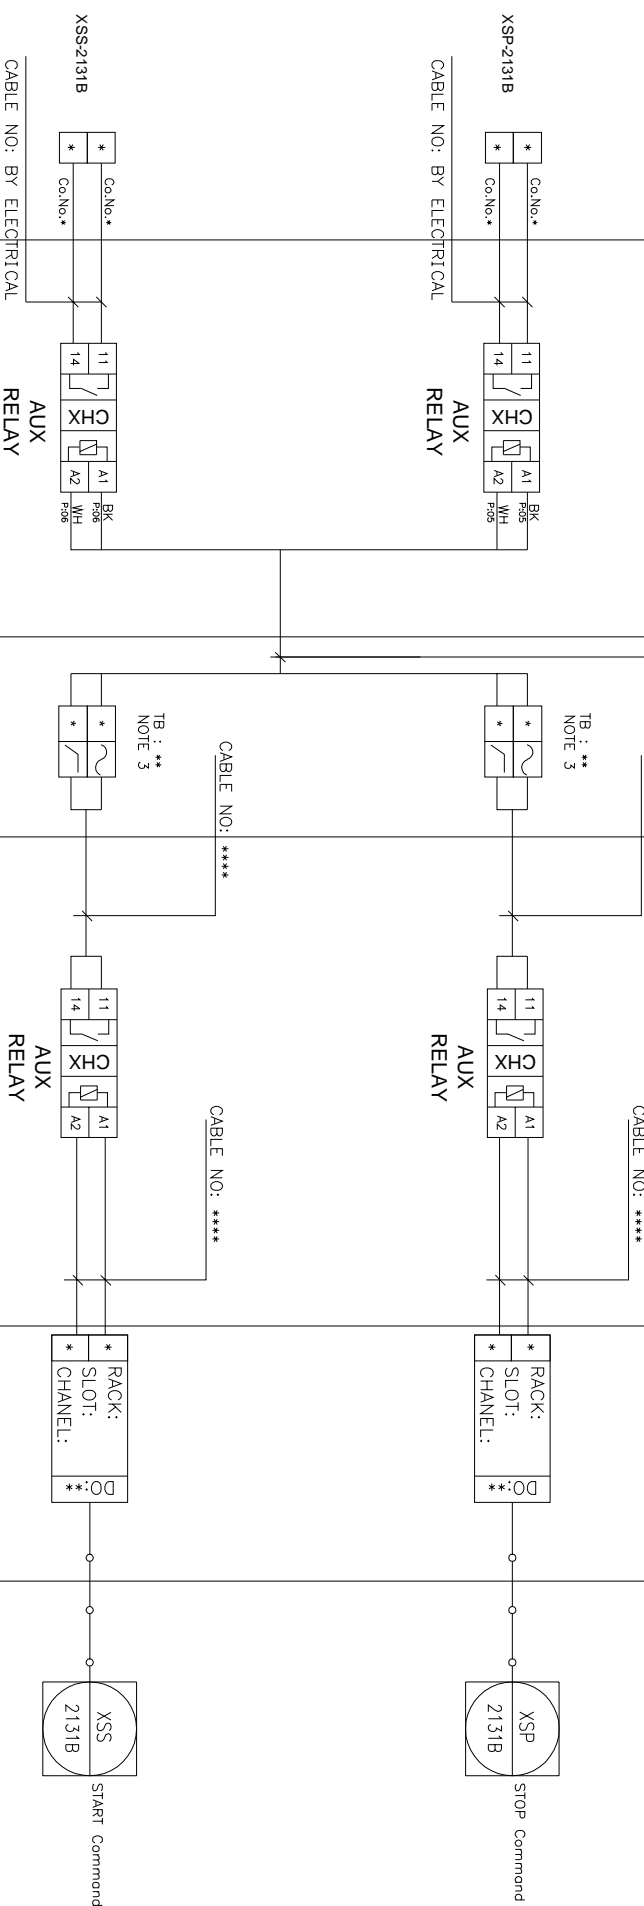 CABLE NO: ****
TB : **
NOTE 3
XSP-2131B
* Co.No.*
* Co.No.*
11 CHX A1 BK P:05
14 A2 WH P:05
AUX
RELAY
CABLE NO: BY ELECTRICAL
*
*
11 CHX A1
14 A2
AUX
RELAY
* RACK:
SLOT:
* CHANEL:
DO:**
XSP
2131B
STOP Command
CABLE NO: ****
CABLE NO: ****
TB : **
NOTE 3
XSS-2131B
* Co.No.*
* Co.No.*
11 CHX A1 BK P:06
14 A2 WH P:06
AUX
RELAY
CABLE NO: BY ELECTRICAL
*
*
11 CHX A1
14 A2
AUX
RELAY
* RACK:
SLOT:
* CHANEL:
DO:**
XSS
2131B
START Command